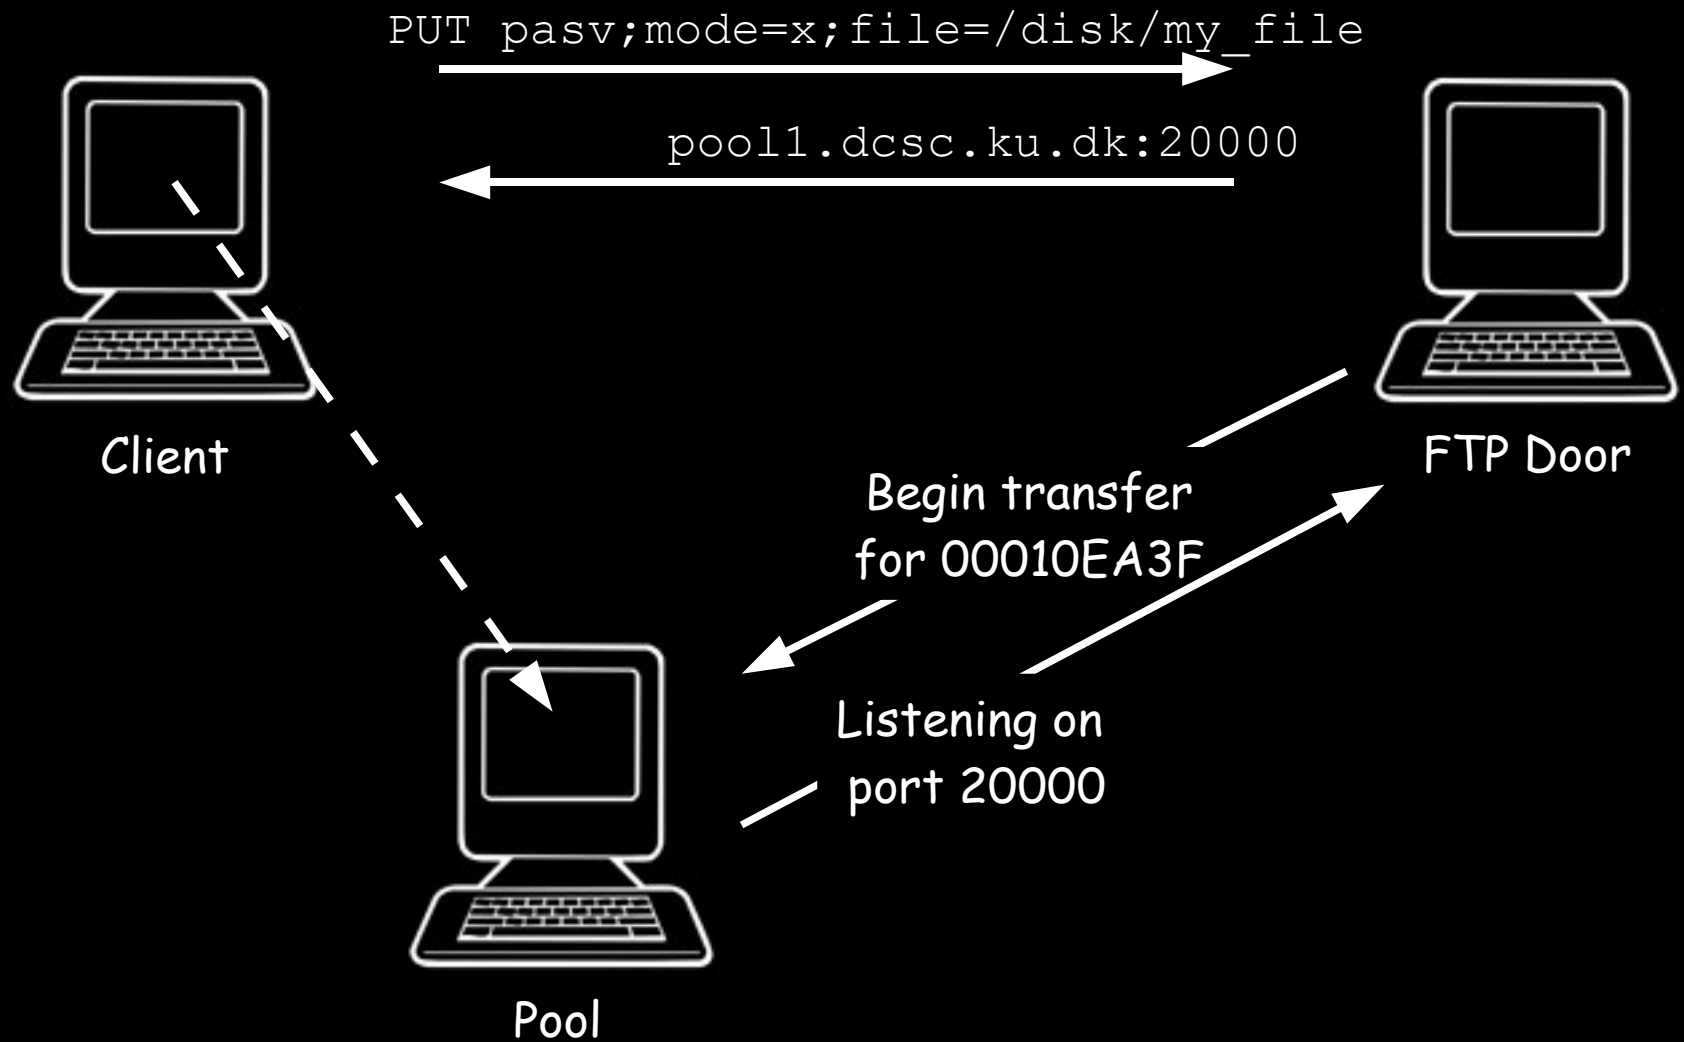 PUT pasv;mode=x;file=/disk/my_file
pool1.dcsc.ku.dk:20000
Client
FTP Door
Begin transfer
for 00010EA3F
Listening on
port 20000
Pool